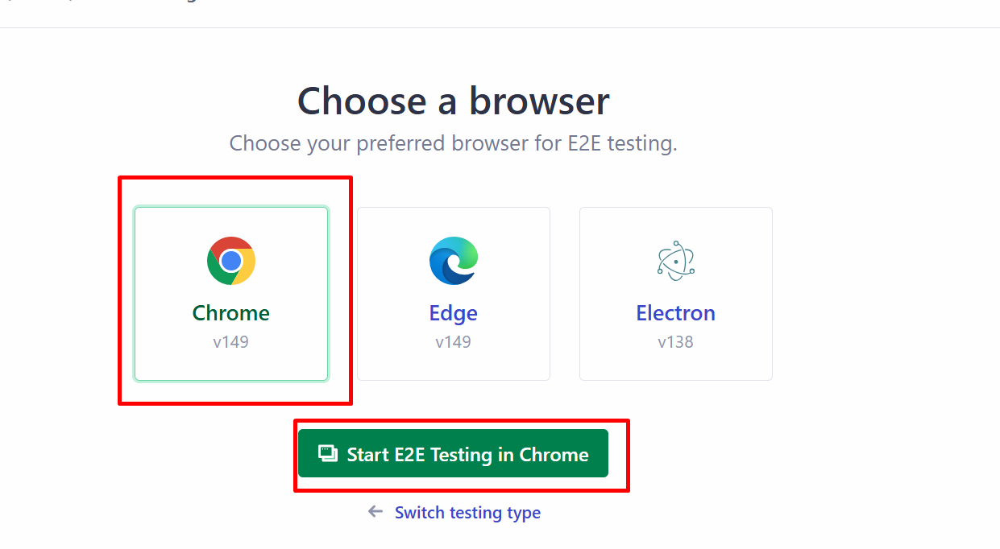 Choose a browser
Choose your preferred browser for E2E testing.
Chrome
v149
Edge
v149
Electron
v138
Start E2E Testing in Chrome
Switch testing type